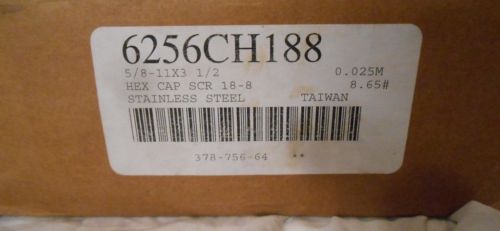 6256CH188
5/8-11X3 1/2 0.025M
HEX CAP SCR 18-8 8.65#
STAINLESS STEEL TAIWAN
378-756-64 **